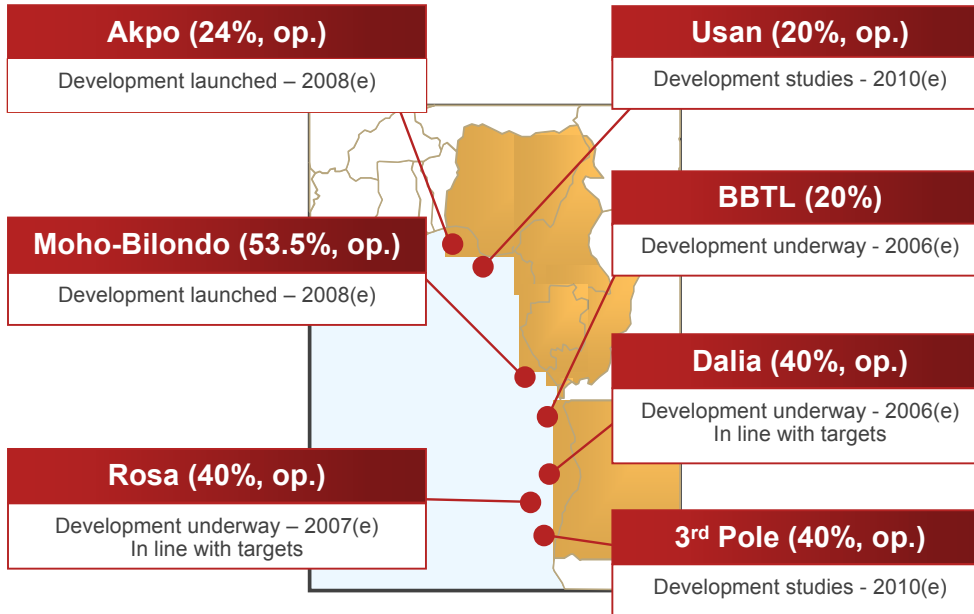 Akpo (24%, op.)
Development launched – 2008(e)
Usan (20%, op.)
Development studies - 2010(e)
Moho-Bilondo (53.5%, op.)
Development launched – 2008(e)
BBTL (20%)
Development underway - 2006(e)
Dalia (40%, op.)
Development underway - 2006(e)
In line with targets
Rosa (40%, op.)
Development underway – 2007(e)
In line with targets
3rd Pole (40%, op.)
Development studies - 2010(e)